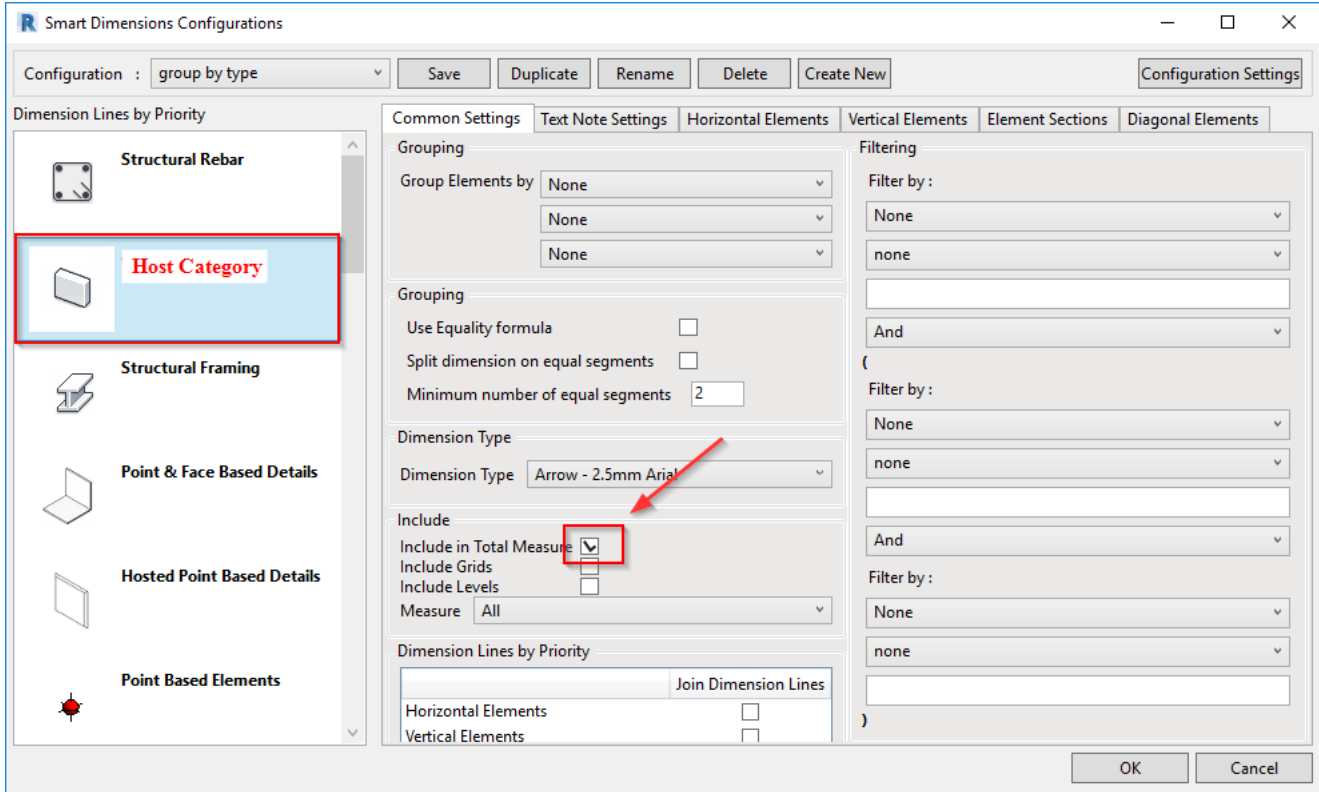 Smart Dimensions Configurations
Configuration : group by type Save Duplicate Rename Delete Create New Configuration Settings
Dimension Lines by Priority
Structural Rebar
Host Category
Structural Framing
Point & Face Based Details
Hosted Point Based Details
Point Based Elements
Common Settings Text Note Settings Horizontal Elements Vertical Elements Element Sections Diagonal Elements
Grouping
Group Elements by None
None
None
Grouping
Use Equality formula
Split dimension on equal segments
Minimum number of equal segments 2
Dimension Type
Dimension Type Arrow - 2.5mm Arial
Include
Include in Total Measure
Include Grids
Include Levels
Measure All
Dimension Lines by Priority
Join Dimension Lines
Horizontal Elements
Vertical Elements
Filtering
Filter by :
None
none
And
(
Filter by :
None
none
And
Filter by :
None
none
)
OK Cancel